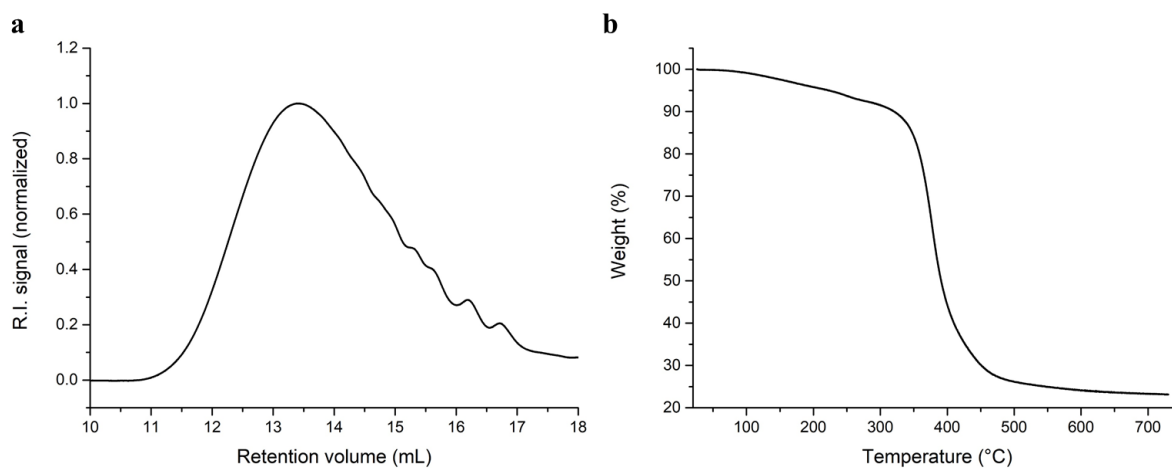 a
R.I. signal (normalized)
1.2
1.0
0.8
0.6
0.4
0.2
0.0
10 11 12 13 14 15 16 17 18
Retention volume (mL)
b
Weight (%)
100
90
80
70
60
50
40
30
20
100 200 300 400 500 600 700
Temperature (°C)